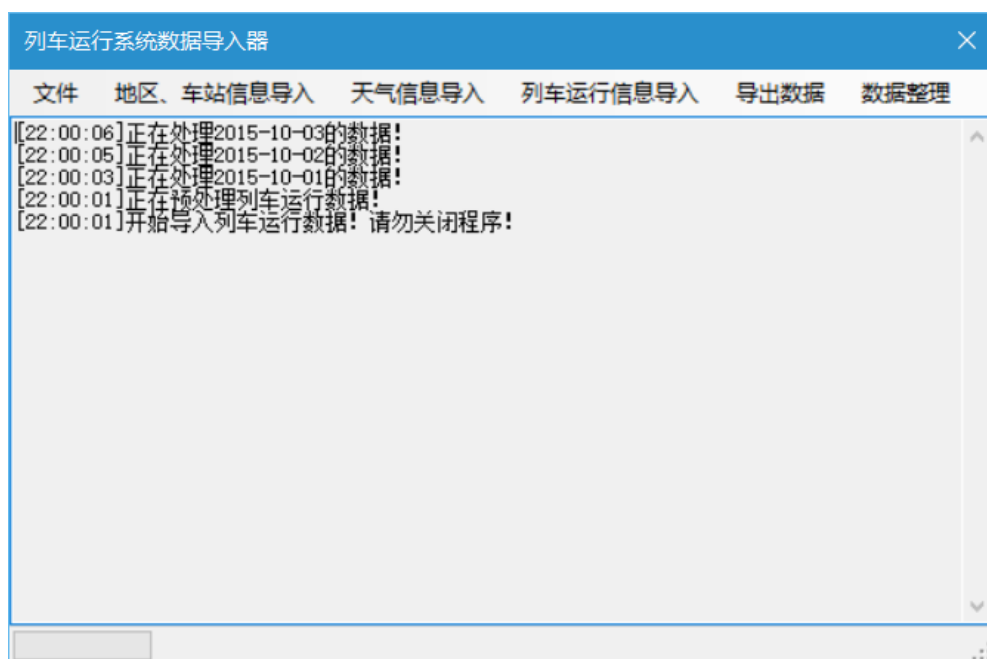 列车运行系统数据导入器
文件 地区、车站信息导入 天气信息导入 列车运行信息导入 导出数据 数据整理
[22:00:06]正在处理2015-10-03的数据!
[22:00:05]正在处理2015-10-02的数据!
[22:00:03]正在处理2015-10-01的数据!
[22:00:01]正在预处理列车运行数据!
[22:00:01]开始导入列车运行数据! 请勿关闭程序!